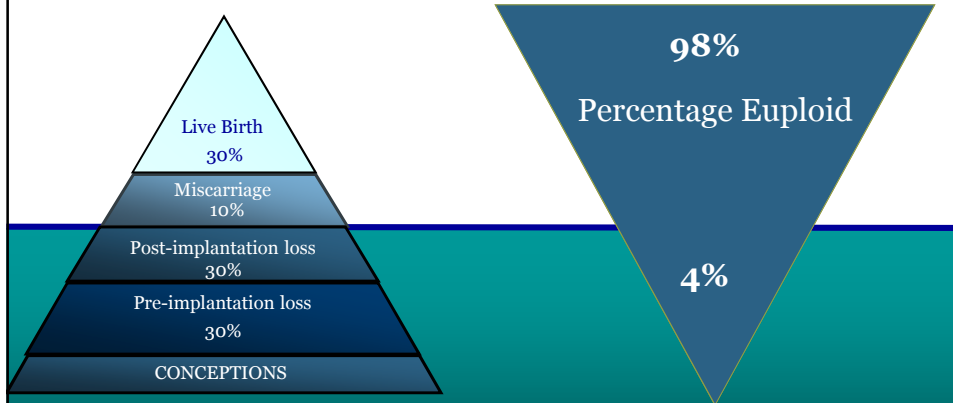 Live Birth
30%
Miscarriage
10%
Post-implantation loss
30%
Pre-implantation loss
30%
CONCEPTIONS
98%
Percentage Euploid
4%